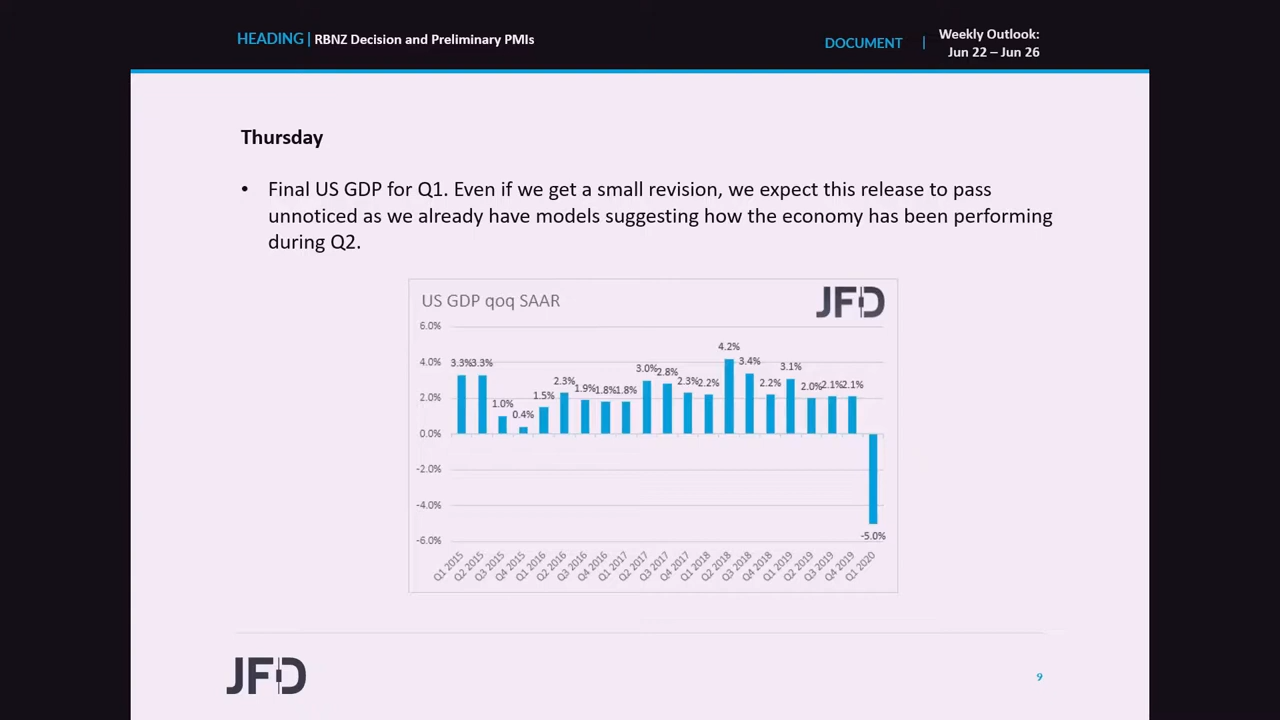 HEADING | RBNZ Decision and Preliminary PMIs
DOCUMENT | Weekly Outlook:
Jun 22 – Jun 26
Thursday
• Final US GDP for Q1. Even if we get a small revision, we expect this release to pass
unnoticed as we already have models suggesting how the economy has been performing
during Q2.
US GDP qoq SAAR
JFD
6.0%
4.0%
2.0%
0.0%
-2.0%
-4.0%
-6.0%
3.3% 3.3% 1.0% 0.4% 1.5% 2.3% 1.9% 1.8% 1.8% 3.0% 2.8% 2.3% 2.2% 4.2% 3.4% 2.2% 3.1% 2.0% 2.1% 2.1% -5.0%
Q1 2015 Q2 2015 Q3 2015 Q4 2015 Q1 2016 Q2 2016 Q3 2016 Q4 2016 Q1 2017 Q2 2017 Q3 2017 Q4 2017 Q1 2018 Q2 2018 Q3 2018 Q4 2018 Q1 2019 Q2 2019 Q3 2019 Q4 2019 Q1 2020
JFD
9